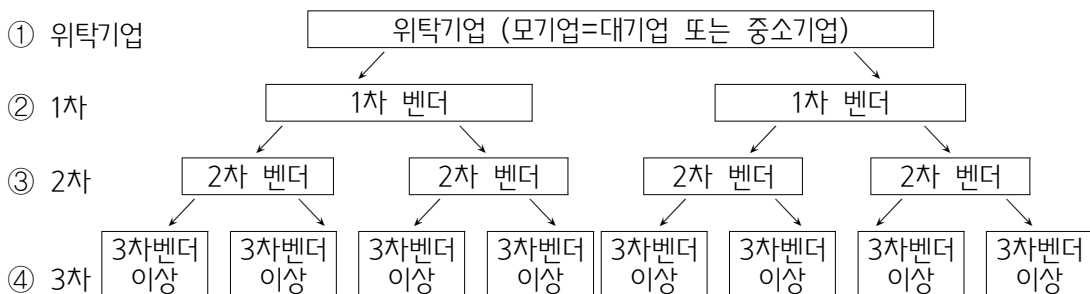 ① 위탁기업 위탁기업 (모기업=대기업 또는 중소기업)
② 1차 1차 벤더 1차 벤더
③ 2차 2차 벤더 2차 벤더 2차 벤더 2차 벤더
3차벤더 3차벤더 3차벤더 3차벤더 3차벤더 3차벤더 3차벤더 3차벤더
④ 3차 이상 이상 이상 이상 이상 이상 이상 이상